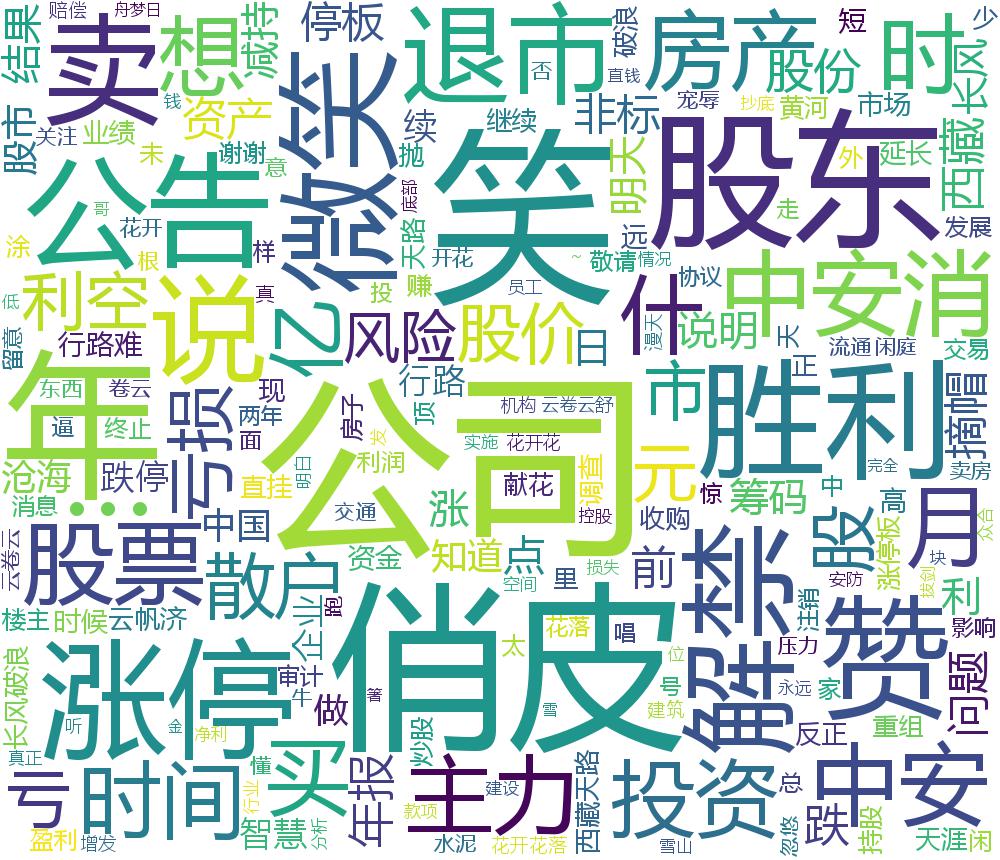 赔偿
舟梦日
结果
卖
想
减持
停板
退市
破浪
房产
短
时
少
股市
关注
业绩
未
钱
资产
谢谢
意
微笑
续
抛
继续
否
直钱
非标
宠辱
抄底
黄河
股份
市场
外
延长
西藏
长风
公告
哥
花开
涂
根
样
底部
天路
开花
笑
明天
远
股东
走
发展
低
利空
真
说
亿
投
赚
员工
~
敬请
情况
协议
中安消
留意
行路难
风险
股价
日
什
漫天
说明
天
正
流通
闲庭
交易
年
东西
卷云
逼
终止
现
两年
面
房子
行路
顶
发
机构
云卷云舒
实施
花开花
市
胜利
摘帽
卖房
完全
沧海
跌停
亏损
直挂
明白
利润
公司
献花
调查
控股
元
惊
筹码
中
高
消息
...
中国
交通
涨
收购
云卷云
股票
散户
资金
知道
点
空间
里
损失
前
解禁
注销
股
安防
涨停板
月
块
拔剑
众合
利
楼主
时候
云帆济
企业
跑
俏皮
太
花落
唱
位
号
建筑
压力
永远
家
赞
影响
问题
长风破浪
涨停
听
金
审计
牛
净利
做
箸
炒股
雪
反正
重组
真正
亏
时间
懂
行业
买
智慧
分析
年报
主力
款项
建设
水泥
花开花落
西藏天路
投资
雪山
总
忽悠
跌
中安
持股
天涯
闲
盈利
增发